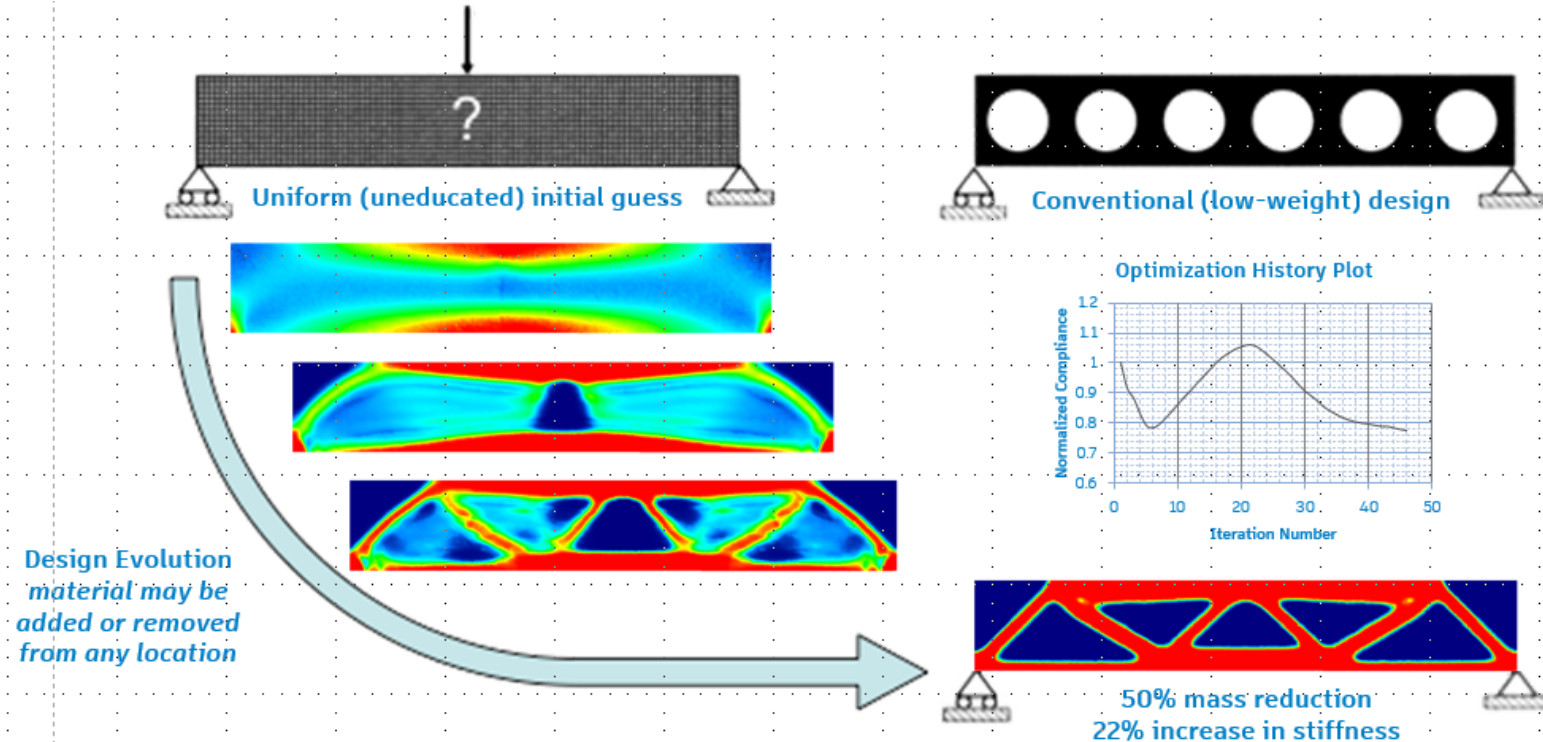 ?
Uniform (uneducated) initial guess
Conventional (low-weight) design
Optimization History Plot
Normalized Compliance
1.2
1.1
1
0.9
0.8
0.7
0.6
0
10
20
30
40
50
Iteration Number
Design Evolution
material may be
added or removed
from any location
50% mass reduction
22% increase in stiffness